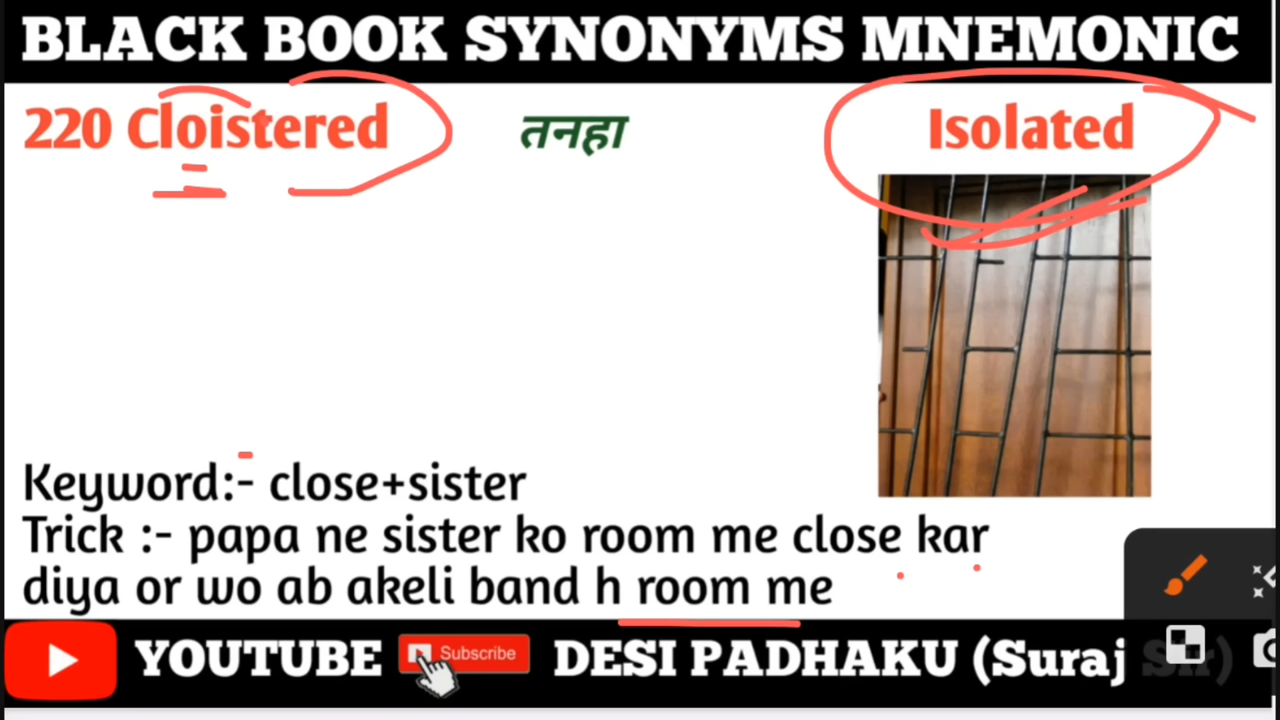 BLACK BOOK SYNONYMS MNEMONIC
220 Cloistered तनहा Isolated
Keyword:- close+sister
Trick :- papa ne sister ko room me close kar
diya or wo ab akeli band h room me
YOUTUBE Subscribe DESI PADHAKU (Suraj Sir)